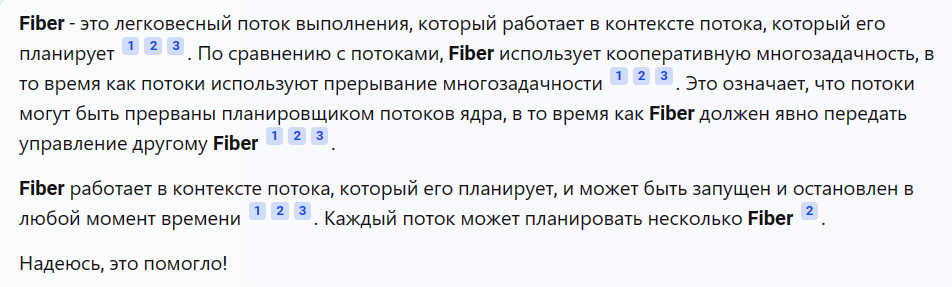 Fiber - это легковесный поток выполнения, который работает в контексте потока, который его
планирует 1 2 3 . По сравнению с потоками, Fiber использует кооперативную многозадачность, в
то время как потоки используют прерывание многозадачности 1 2 3 . Это означает, что потоки
могут быть прерваны планировщиком потоков ядра, в то время как Fiber должен явно передать
управление другому Fiber 1 2 3 .
Fiber работает в контексте потока, который его планирует, и может быть запущен и остановлен в
любой момент времени 1 2 3 . Каждый поток может планировать несколько Fiber 2 .
Надеюсь, это помогло!